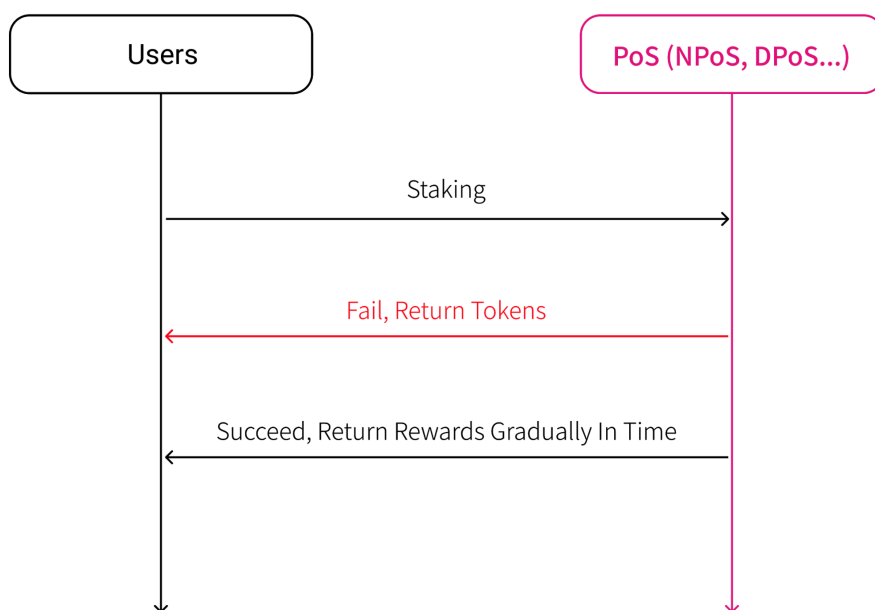 Users
PoS (NPoS, DPoS...)
Staking
Fail, Return Tokens
Succeed, Return Rewards Gradually In Time